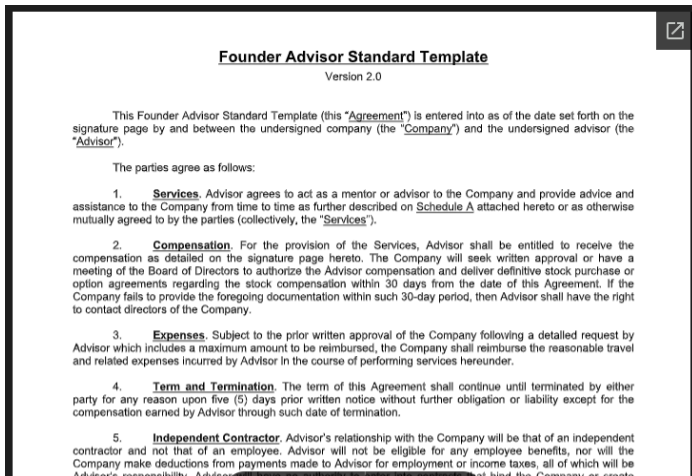 Founder Advisor Standard Template
Version 2.0
This Founder Advisor Standard Template (this "Agreement") is entered into as of the date set forth on the
signature page by and between the undersigned company (the "Company") and the undersigned advisor (the
"Advisor").
The parties agree as follows:
1. Services. Advisor agrees to act as a mentor or advisor to the Company and provide advice and
assistance to the Company from time to time as further described on Schedule A attached hereto or as otherwise
mutually agreed to by the parties (collectively, the "Services").
2. Compensation. For the provision of the Services, Advisor shall be entitled to receive the
compensation as detailed on the signature page hereto. The Company will seek written approval or have a
meeting of the Board of Directors to authorize the Advisor compensation and deliver definitive stock purchase or
option agreements regarding the stock compensation within 30 days from the date of this Agreement. If the
Company fails to provide the foregoing documentation within such 30-day period, then Advisor shall have the right
to contact directors of the Company.
3. Expenses. Subject to the prior written approval of the Company following a detailed request by
Advisor which includes a maximum amount to be reimbursed, the Company shall reimburse the reasonable travel
and related expenses incurred by Advisor in the course of performing services hereunder.
4. Term and Termination. The term of this Agreement shall continue until terminated by either
party for any reason upon five (5) days prior written notice without further obligation or liability except for the
compensation earned by Advisor through such date of termination.
5. Independent Contractor. Advisor's relationship with the Company will be that of an independent
contractor and not that of an employee. Advisor will not be eligible for any employee benefits, nor will the
Company make deductions from payments made to Advisor for employment or income taxes, all of which will be